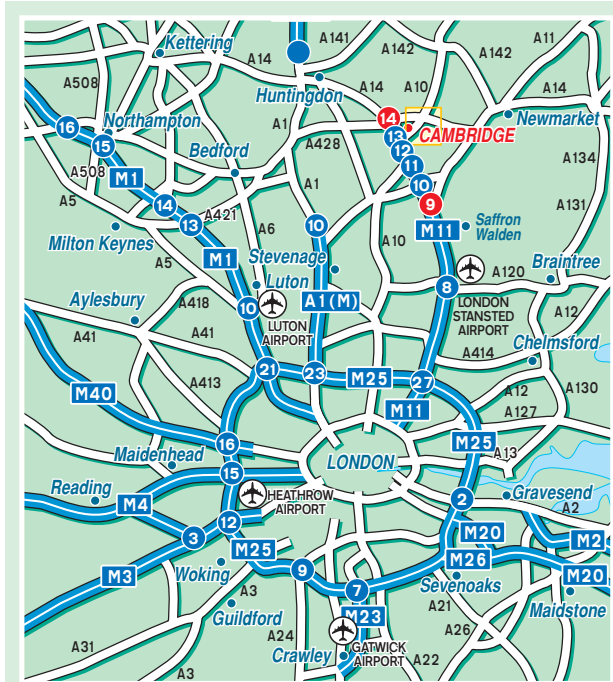 A141
A142
A11
Kettering
A142
A14
A508
A14
A10
A14
Huntingdon
Newmarket
16
Northampton
A1
14
13
CAMBRIDGE
15
Bedford
A428
12
A134
A508
11
M1
A1
10
A5
14
9
A131
13
A421
10
Saffron
Walden
Milton Keynes
A6
A10
M11
M1
Stevenage
A5
Luton
8
A120
Braintree
A418
10
A1(M)
LONDON
STANSTED
AIRPORT
A12
Aylesbury
LUTON
AIRPORT
A41
A41
Chelmsford
A414
21
23
M25
27
A413
A12
A130
M40
M11
A127
16
M25
A13
Maidenhead
LONDON
15
Reading
HEATHROW
AIRPORT
2
Gravesend
M4
A2
12
M20
3
M25
M2
M26
M3
Woking
9
7
Sevenoaks
M20
A3
Guildford
M23
A21
Maidstone
A24
A26
A31
GATWICK
AIRPORT
Crawley
A22
A3